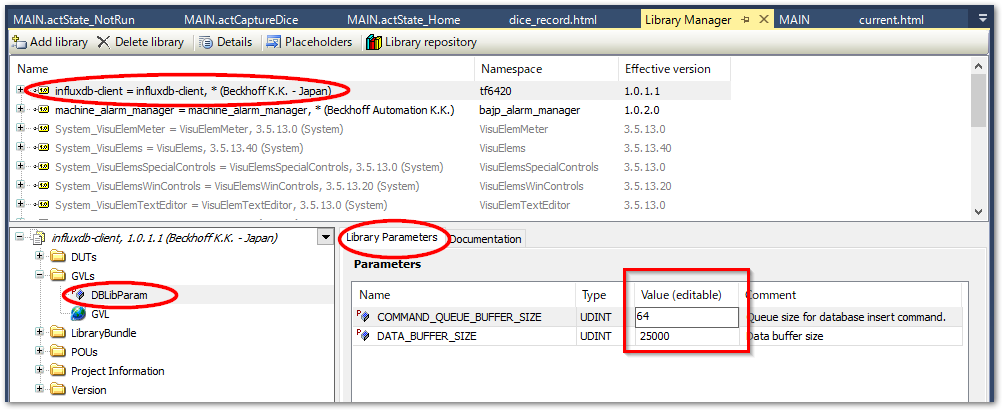 MAIN.actState_NotRun MAIN.actCaptureDice MAIN.actState_Home dice_record.html Library Manager MAIN current.html
Add library Delete library Details Placeholders Library repository
Name Namespace Effective version
influxdb-client = influxdb-client, * (Beckhoff K.K. - Japan) tf6420 1.0.1.1
machine_alarm_manager = machine_alarm_manager, * (Beckhoff Automation K.K.) bajp_alarm_manager 1.0.2.0
System_VisuElemMeter = VisuElemMeter, 3.5.13.0 (System) VisuElemMeter 3.5.13.0
System_VisuElems = VisuElems, 3.5.13.40 (System) VisuElems 3.5.13.40
System_VisuElemsSpecialControls = VisuElemsSpecialControls, 3.5.13.0 (System) VisuElemsSpecialControls 3.5.13.0
System_VisuElemsWinControls = VisuElemsWinControls, 3.5.13.20 (System) VisuElemsWinControls 3.5.13.20
System_VisuElemTextEditor = VisuElemTextEditor, 3.5.13.0 (System) VisuElemTextEditor 3.5.13.0
influxdb-client, 1.0.1.1 (Beckhoff K.K. - Japan)
DUTs
GVLs
DBLibParam
GVL
LibraryBundle
POUs
Project Information
Version
Library Parameters Documentation
Parameters
Name Type Value (editable) Comment
COMMAND_QUEUE_BUFFER_SIZE UDINT 64 Queue size for database insert command.
DATA_BUFFER_SIZE UDINT 25000 Data buffer size